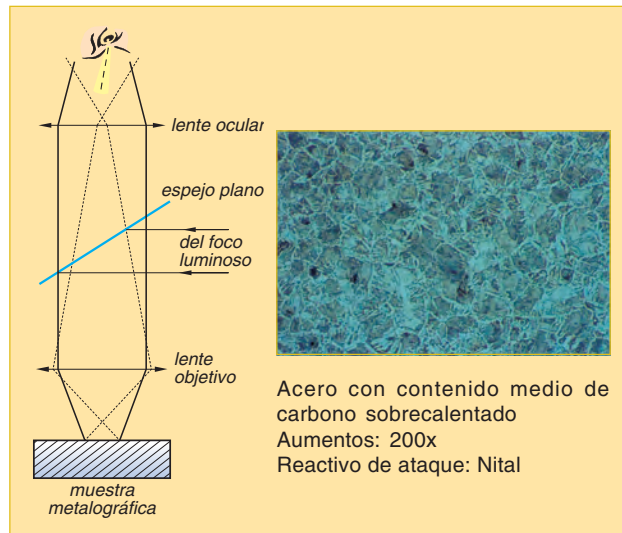 lente ocular
espejo plano
del foco
luminoso
lente
objetivo
muestra
metalográfica
Acero con contenido medio de
carbono sobrecalentado
Aumentos: 200x
Reactivo de ataque: Nital